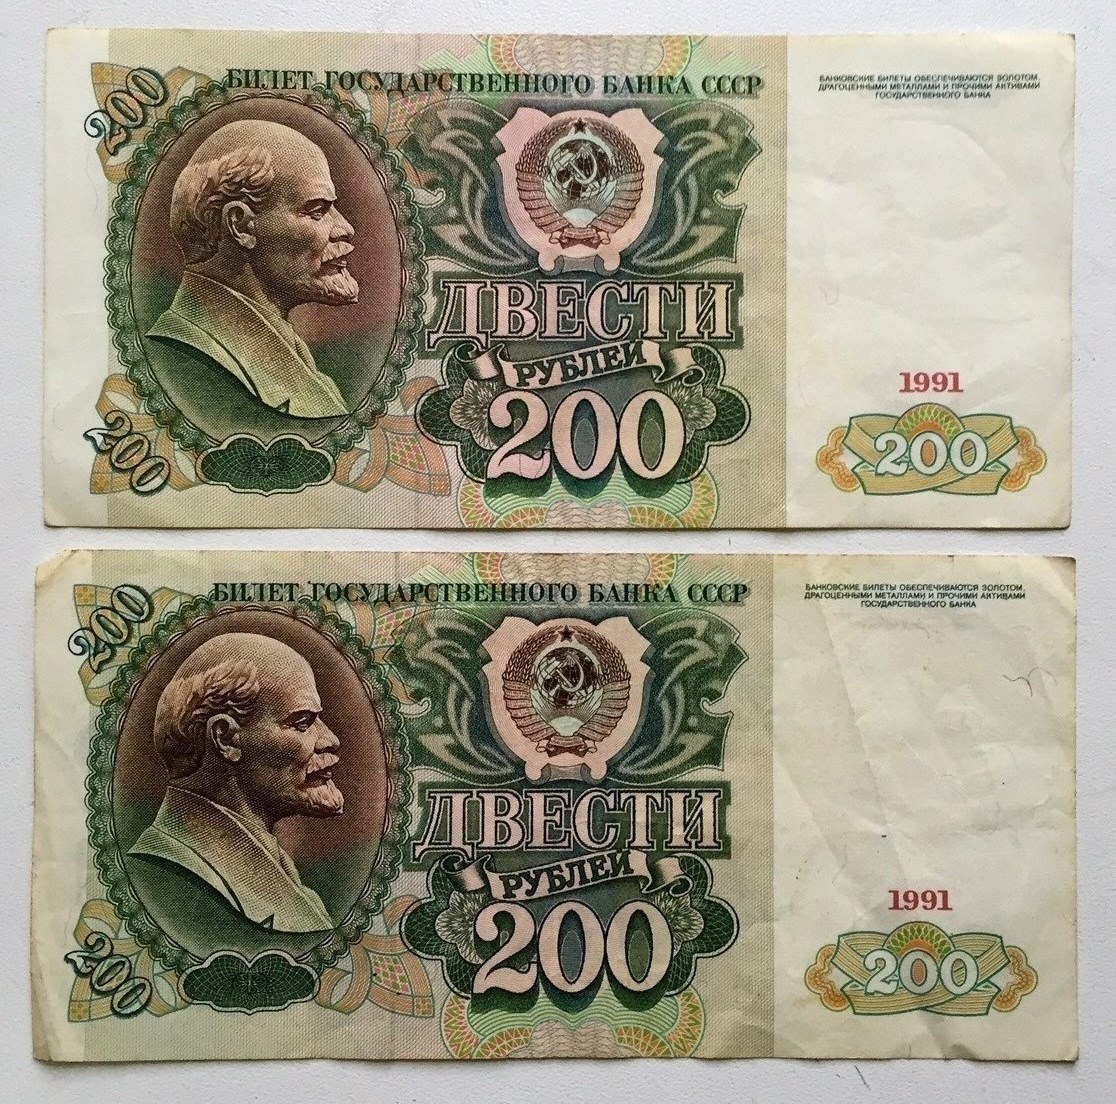 200
БИЛЕТ ГОСУДАРСТВЕННОГО БАНКА СССР
БАНКОВСКИЕ БИЛЕТЫ ОБЕСПЕЧИВАЮТСЯ ЗОЛОТОМ,
ДРАГОЦЕННЫМИ МЕТАЛЛАМИ И ПРОЧИМИ АКТИВАМИ
ГОСУДАРСТВЕННОГО БАНКА
ДВЕСТИ
РУБЛЕЙ
200
200
1991
200
200
БИЛЕТ ГОСУДАРСТВЕННОГО БАНКА СССР
БАНКОВСКИЕ БИЛЕТЫ ОБЕСПЕЧИВАЮТСЯ ЗОЛОТОМ,
ДРАГОЦЕННЫМИ МЕТАЛЛАМИ И ПРОЧИМИ АКТИВАМИ
ГОСУДАРСТВЕННОГО БАНКА
ДВЕСТИ
РУБЛЕЙ
200
200
1991
200